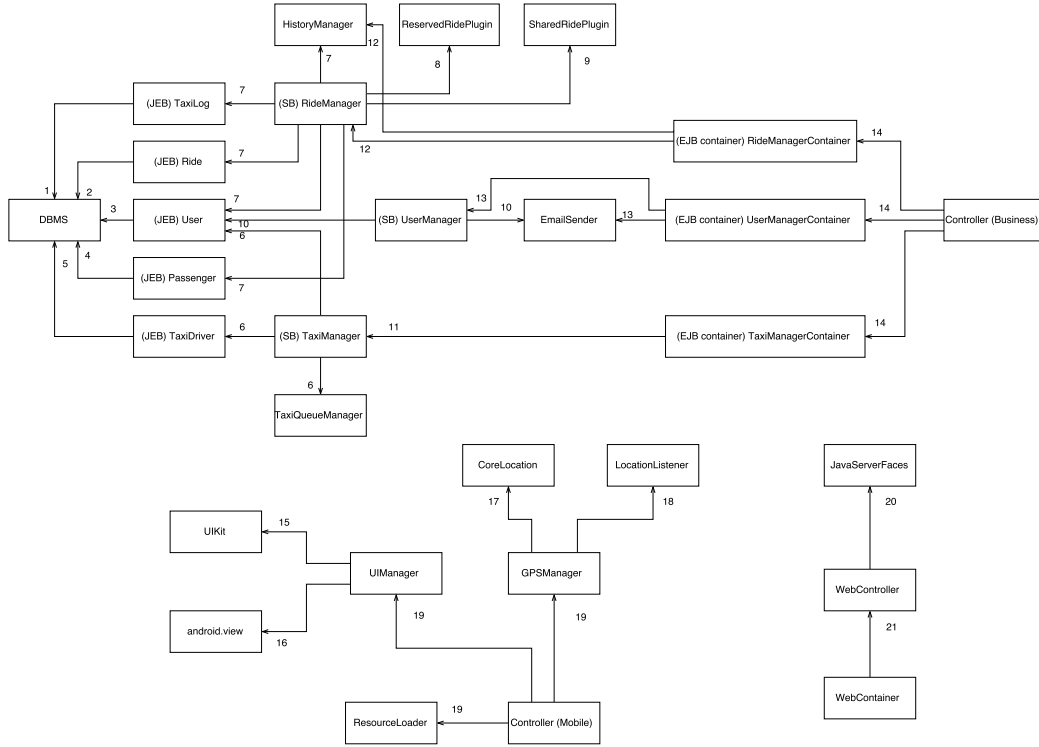 HistoryManager
ReservedRidePlugin
SharedRidePlugin
12
7
8
9
(JEB) TaxiLog
7
(SB) RideManager
(EJB container) RideManagerContainer
14
12
(JEB) Ride
7
1
2
DBMS
3
(JEB) User
7
10
6
(SB) UserManager
13
10
EmailSender
13
(EJB container) UserManagerContainer
14
Controller (Business)
5
4
(JEB) Passenger
7
(JEB) TaxiDriver
6
(SB) TaxiManager
11
(EJB container) TaxiManagerContainer
14
6
TaxiQueueManager
CoreLocation
LocationListener
JavaServerFaces
17
18
20
UIKit
15
UIManager
GPSManager
WebController
android.view
16
19
19
21
ResourceLoader
19
Controller (Mobile)
WebContainer